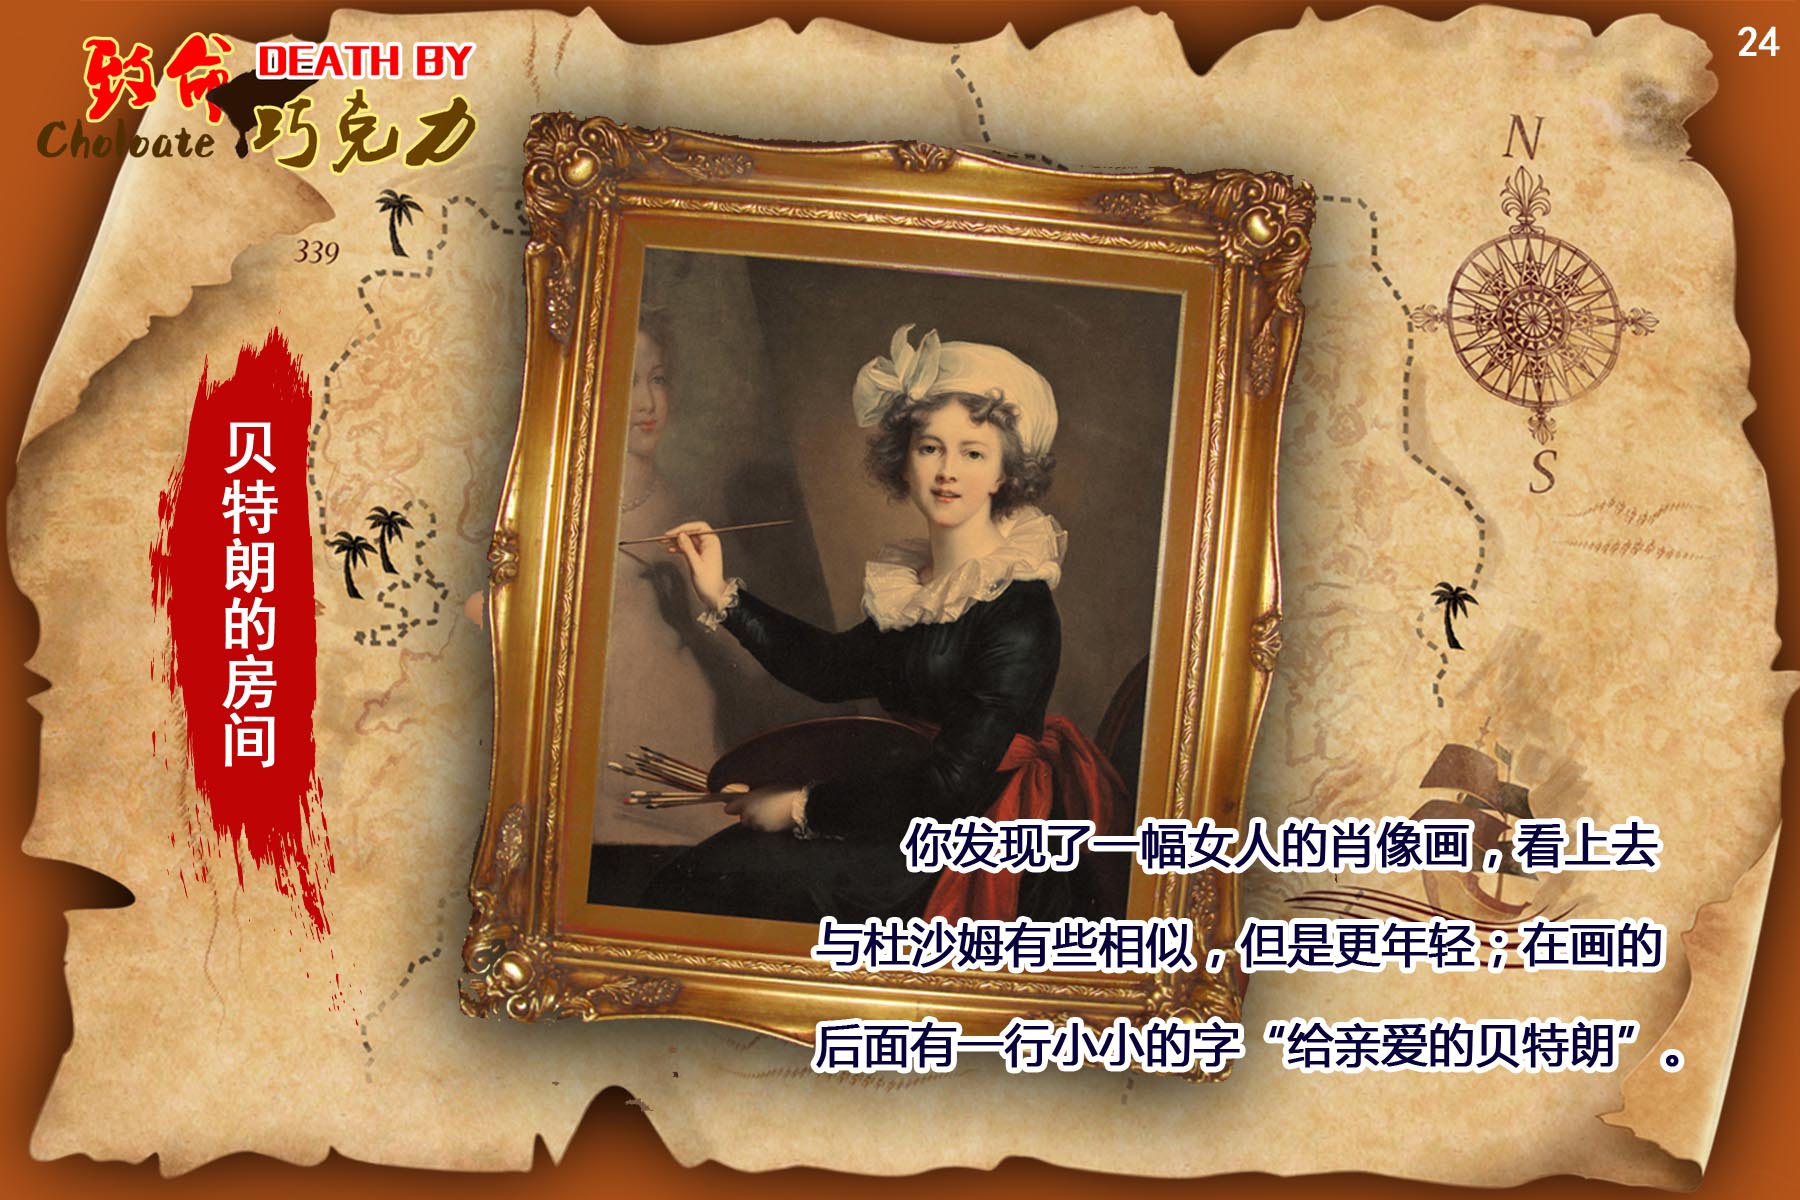 24
致命 DEATH BY
Choloate 巧克力
N
339
S
贝特朗的房间
你发现了一幅女人的肖像画，看上去
与杜沙姆有些相似，但是更年轻；在画的
后面有一行小小的字“给亲爱的贝特朗”。